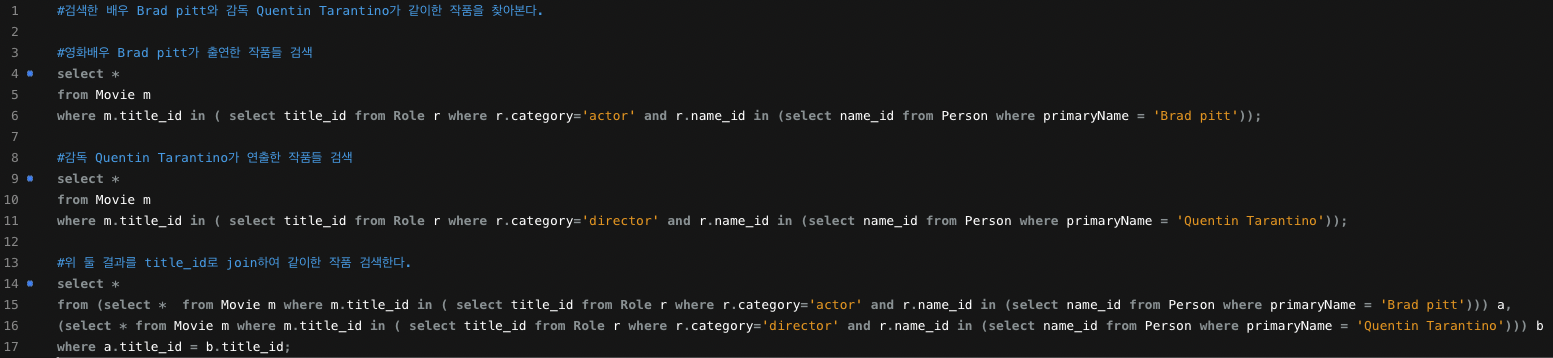 1 #검색한 배우 Brad pitt와 감독 Quentin Tarantino가 같이한 작품을 찾아본다.
2
3 #영화배우 Brad pitt가 출연한 작품들 검색
4 select *
5 from Movie m
6 where m.title_id in ( select title_id from Role r where r.category='actor' and r.name_id in (select name_id from Person where primaryName = 'Brad pitt'));
7
8 #감독 Quentin Tarantino가 연출한 작품들 검색
9 select *
10 from Movie m
11 where m.title_id in ( select title_id from Role r where r.category='director' and r.name_id in (select name_id from Person where primaryName = 'Quentin Tarantino'));
12
13 #위 둘 결과를 title_id로 join하여 같이한 작품 검색한다.
14 select *
15 from (select *  from Movie m where m.title_id in ( select title_id from Role r where r.category='actor' and r.name_id in (select name_id from Person where primaryName = 'Brad pitt'))) a,
16 (select * from Movie m where m.title_id in ( select title_id from Role r where r.category='director' and r.name_id in (select name_id from Person where primaryName = 'Quentin Tarantino'))) b
17 where a.title_id = b.title_id;